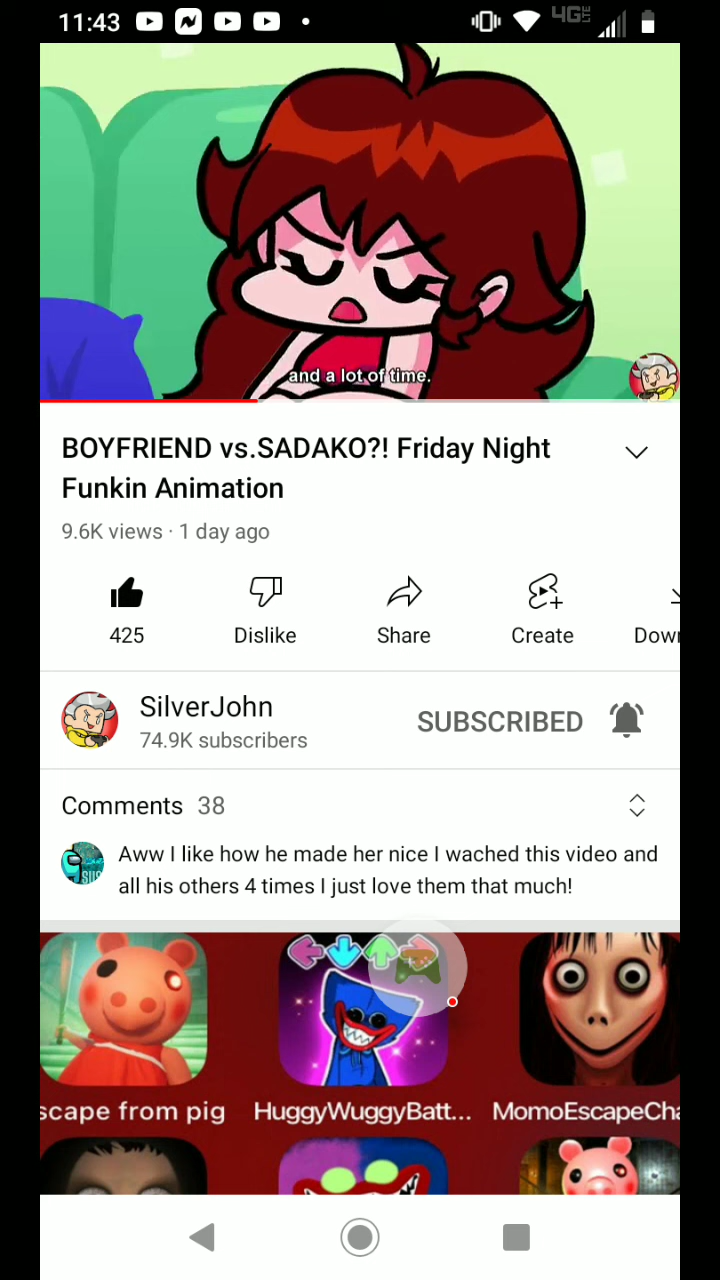 11:43
4G LTE
and a lot of time.
BOYFRIEND vs.SADAKO?! Friday Night
Funkin Animation
9.6K views · 1 day ago
425
Dislike
Share
Create
Down
SilverJohn
74.9K subscribers
SUBSCRIBED
Comments 38
SUS
Aww I like how he made her nice I wached this video and
all his others 4 times I just love them that much!
scape from pig
HuggyWuggyBatt...
MomoEscapeCha